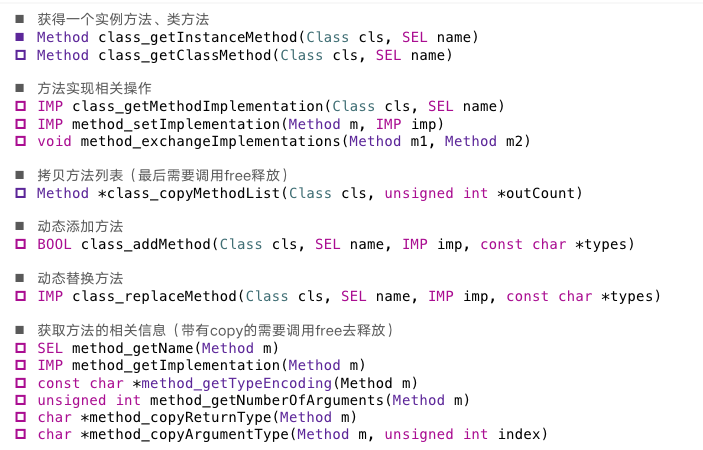 获得一个实例方法、类方法
Method class_getInstanceMethod(Class cls, SEL name)
Method class_getClassMethod(Class cls, SEL name)
方法实现相关操作
IMP class_getMethodImplementation(Class cls, SEL name)
IMP method_setImplementation(Method m, IMP imp)
void method_exchangeImplementations(Method m1, Method m2)
拷贝方法列表（最后需要调用free释放）
Method *class_copyMethodList(Class cls, unsigned int *outCount)
动态添加方法
BOOL class_addMethod(Class cls, SEL name, IMP imp, const char *types)
动态替换方法
IMP class_replaceMethod(Class cls, SEL name, IMP imp, const char *types)
获取方法的相关信息（带有copy的需要调用free去释放）
SEL method_getName(Method m)
IMP method_getImplementation(Method m)
const char *method_getTypeEncoding(Method m)
unsigned int method_getNumberOfArguments(Method m)
char *method_copyReturnType(Method m)
char *method_copyArgumentType(Method m, unsigned int index)